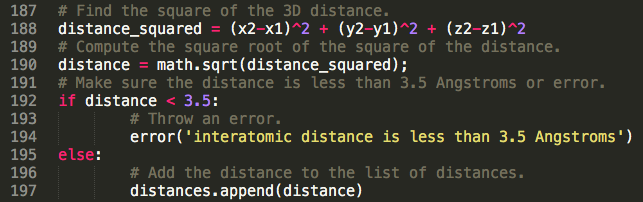 187 # Find the square of the 3D distance.
188 distance_squared = (x2-x1)^2 + (y2-y1)^2 + (z2-z1)^2
189 # Compute the square root of the square of the distance.
190 distance = math.sqrt(distance_squared);
191 # Make sure the distance is less than 3.5 Angstroms or error.
192 if distance < 3.5:
193 # Throw an error.
194 error('interatomic distance is less than 3.5 Angstroms')
195 else:
196 # Add the distance to the list of distances.
197 distances.append(distance)